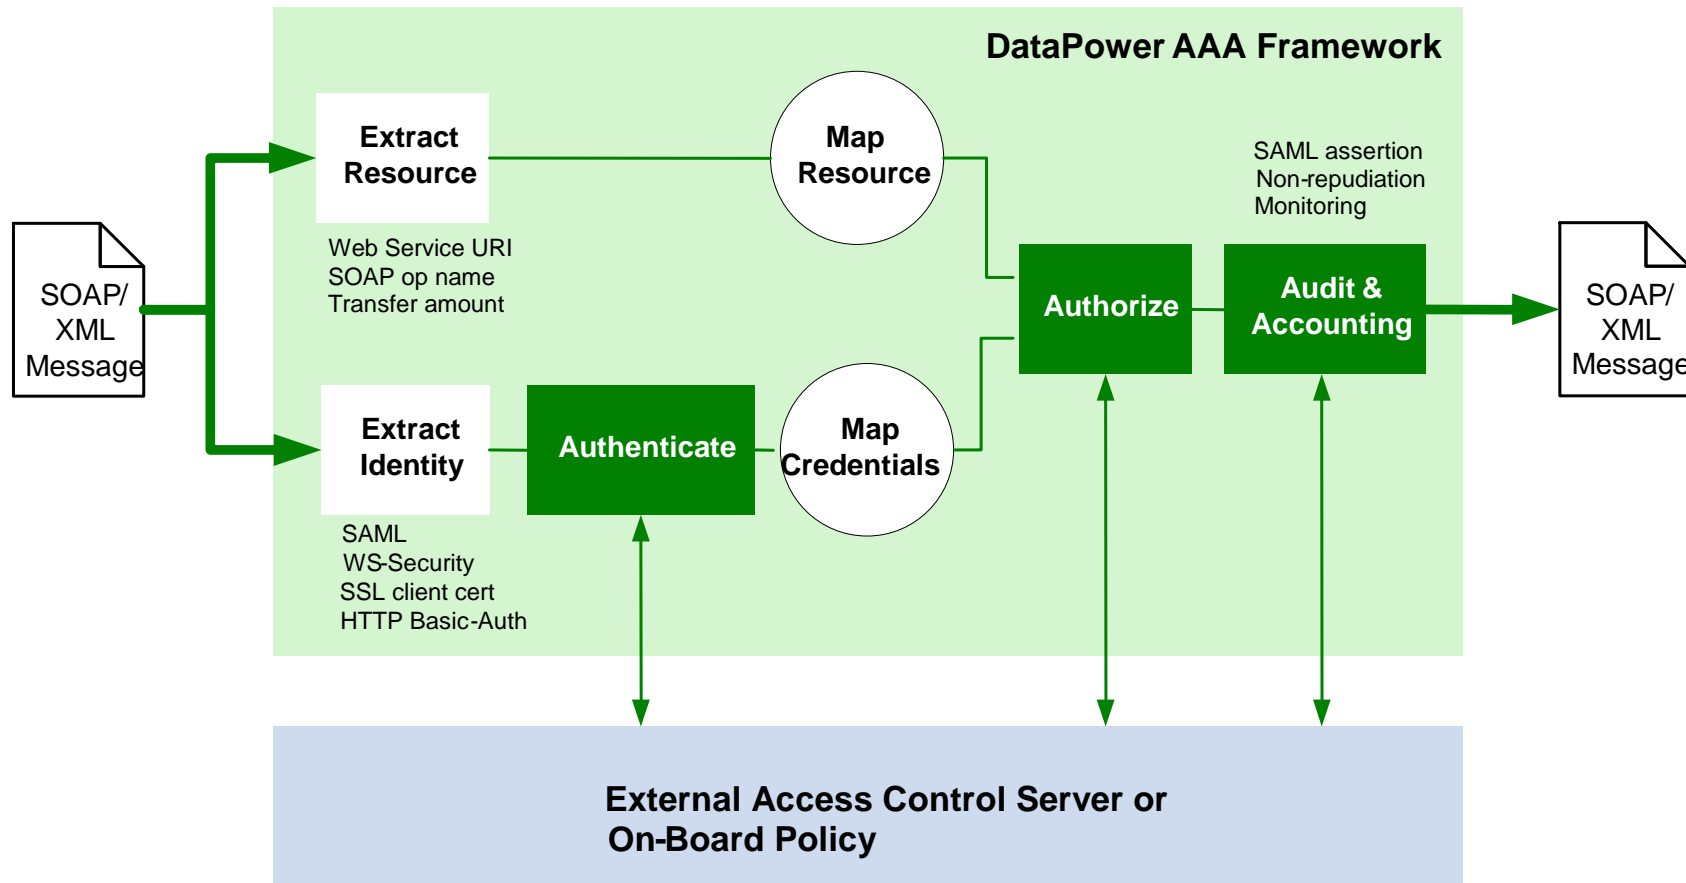 DataPower AAA Framework
Extract
Resource
Map
Resource
SAML assertion
Non-repudiation
Monitoring
Web Service URI
SOAP op name
Transfer amount
SOAP/
XML
Message
Authorize
Audit &
Accounting
SOAP/
XML
Message
Extract
Identity
Authenticate
Map
Credentials
SAML
WS-Security
SSL client cert
HTTP Basic-Auth
External Access Control Server or
On-Board Policy